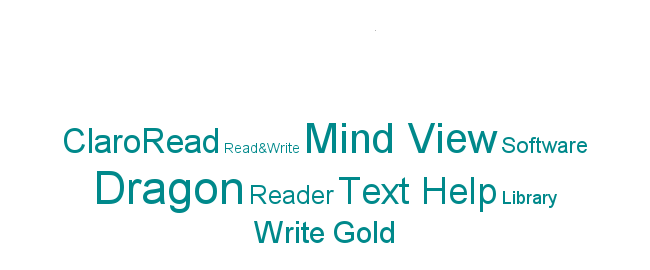 ClaroRead Read&Write Mind View Software
Dragon Reader Text Help Library
Write Gold